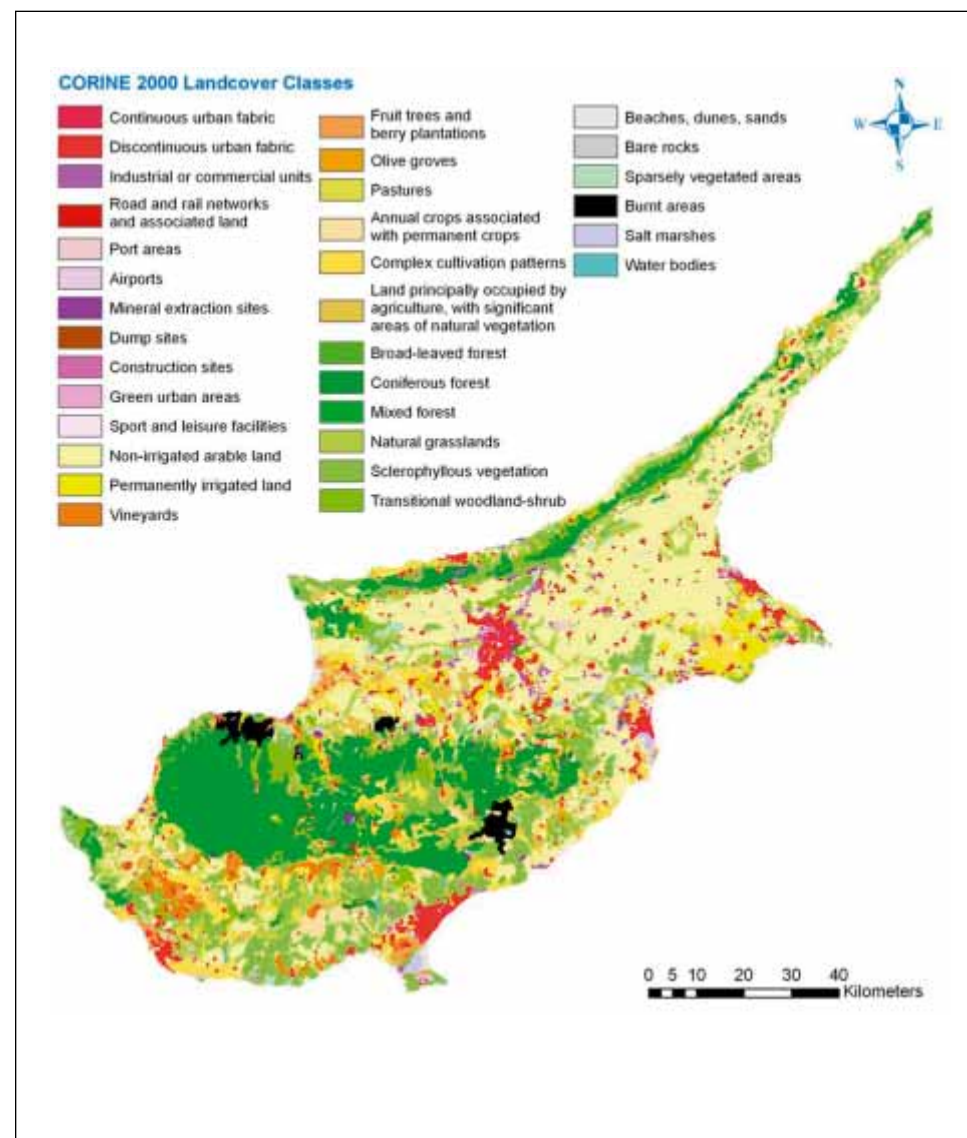 CORINE 2000 Landcover Classes
Continuous urban fabric
Discontinuous urban fabric
Industrial or commercial units
Road and rail networks
and associated land
Port areas
Airports
Mineral extraction sites
Dump sites
Construction sites
Green urban areas
Sport and leisure facilities
Non-irrigated arable land
Permanently irrigated land
Vineyards
Fruit trees and
berry plantations
Olive groves
Pastures
Annual crops associated
with permanent crops
Complex cultivation patterns
Land principally occupied by
agriculture, with significant
areas of natural vegetation
Broad-leaved forest
Coniferous forest
Mixed forest
Natural grasslands
Sclerophyllous vegetation
Transitional woodland-shrub
Beaches, dunes, sands
Bare rocks
Sparsely vegetated areas
Burnt areas
Salt marshes
Water bodies
N
W E
S
0 5 10 20 30 40
Kilometers